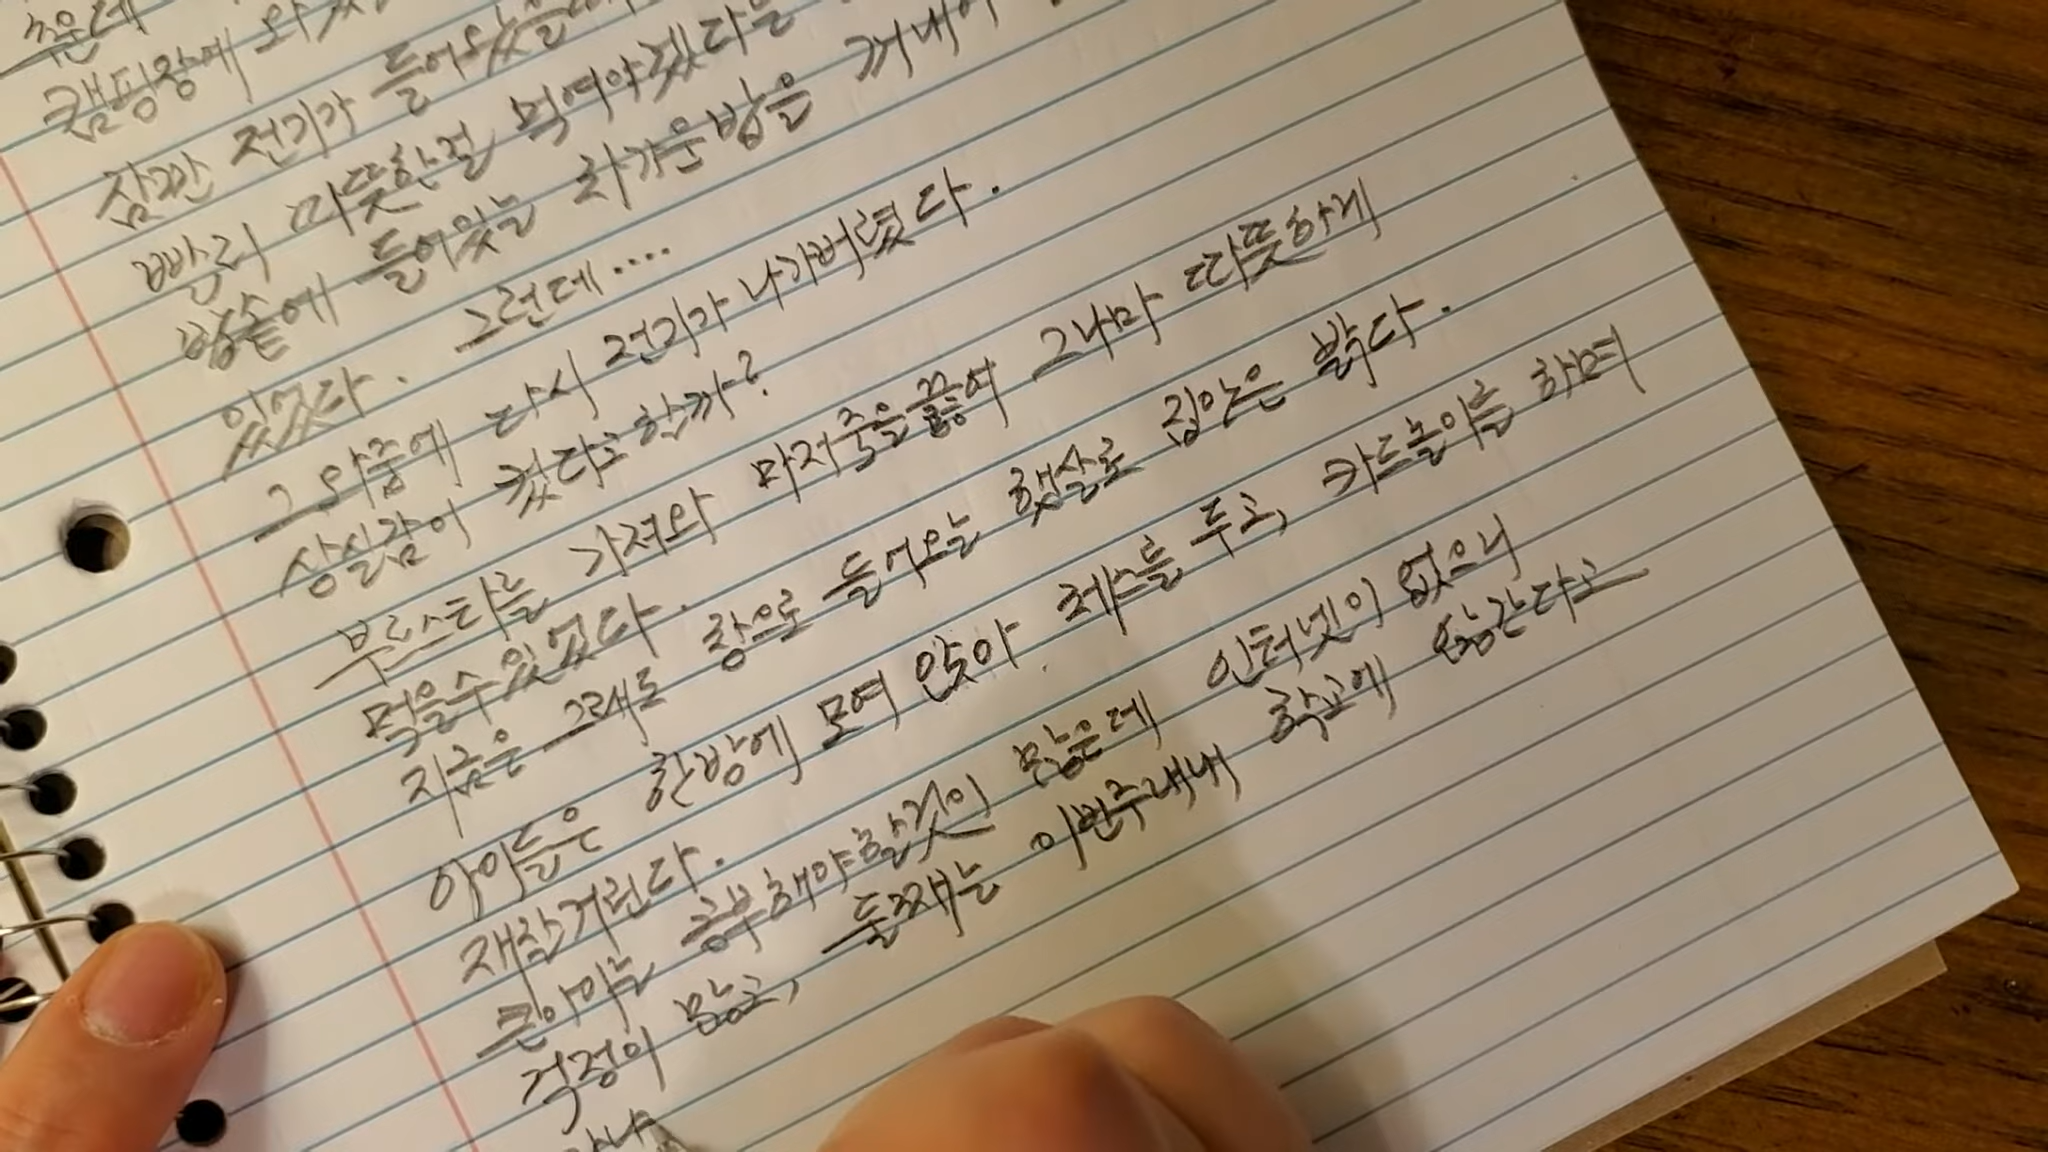 추운데
캠핑장에 와있
잠깐 전기가 들어왔을때
빨리 따뜻한걸 먹여야겠다는
밥솥에 들어있는 차가운밥을 꺼내어
있었다. 그런데....
그 와중에 다시 전기가 나가버렸다.
상실감이 컸다고할까?
부르스타를 가져와 마저죽을끓여 그나마 따뜻하게
먹을수있었다.
지금은 그래도 창으로 들어오는 햇살로 집안은 밝다.
아이들은 한방에 모여 앉아 체스를 두고, 카드놀이를 하며
재잘거린다.
큰아이는 공부해야할것이 많은데 인터넷이 없으니
걱정이 많고, 둘째는 이번주내내 학교에 안간다고